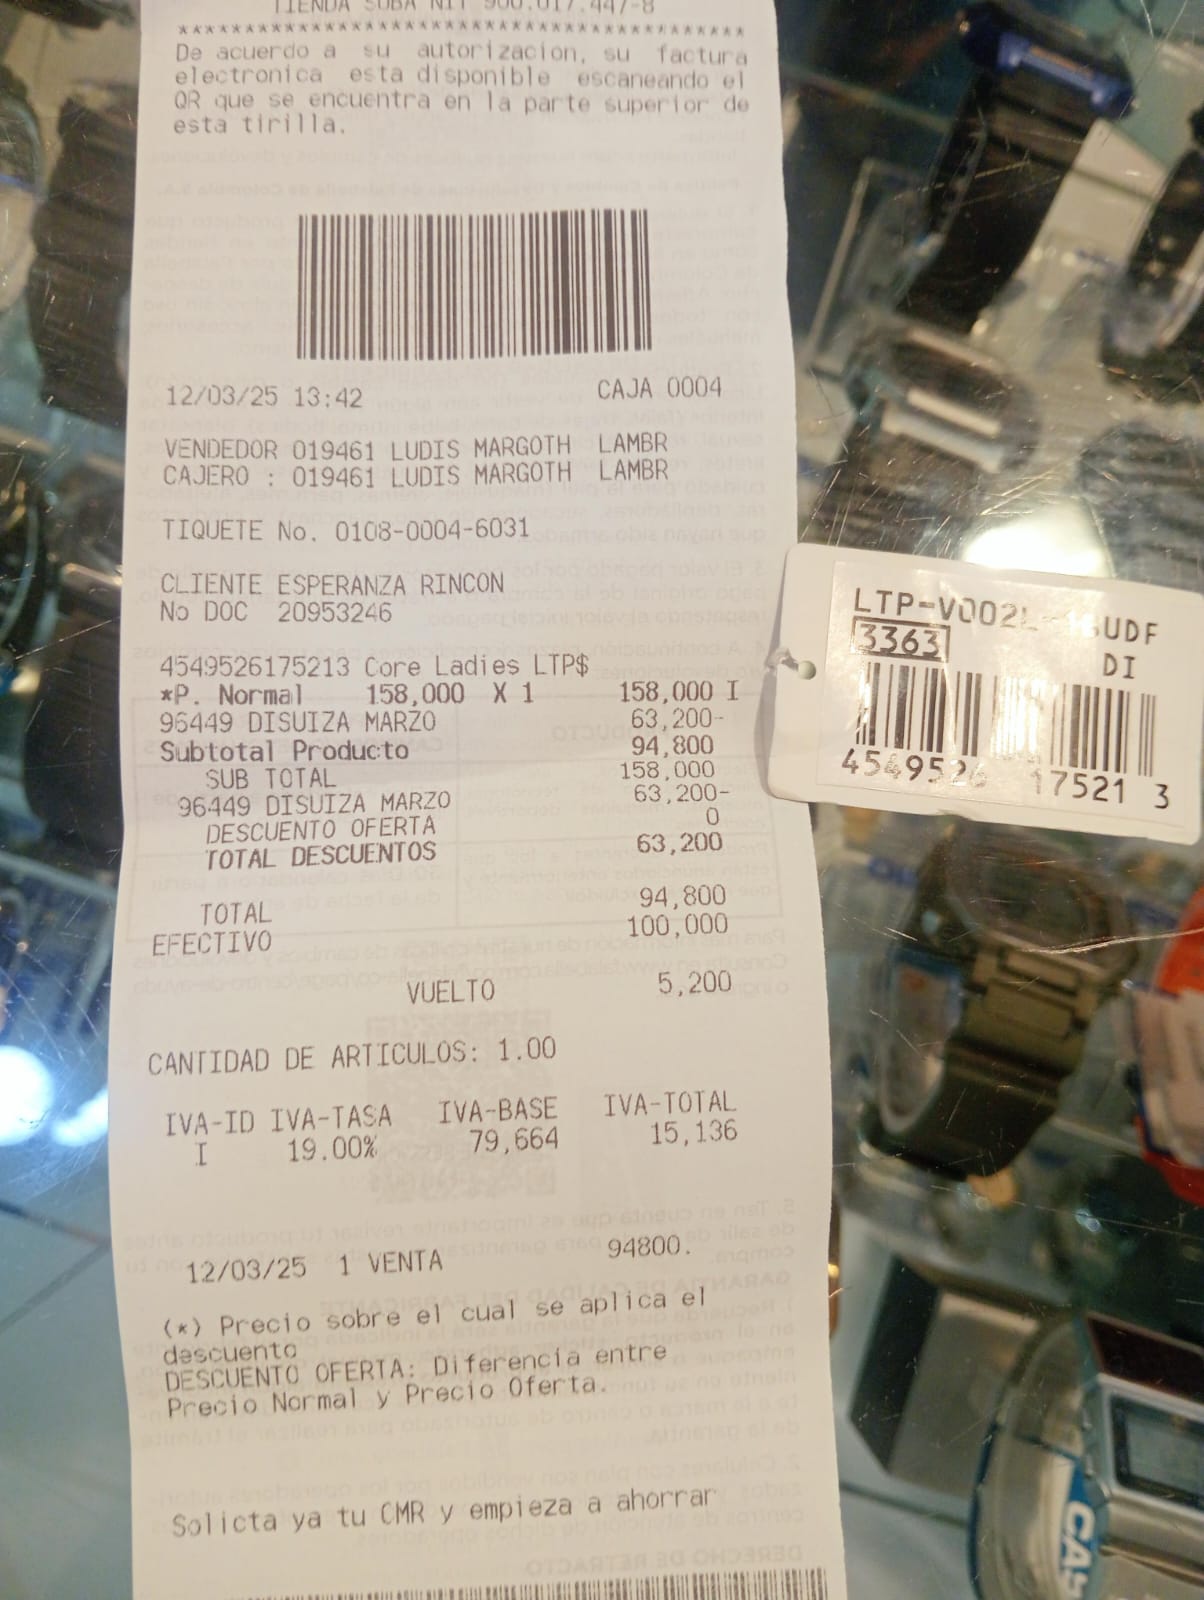 TIENDA SUBA NIT 900.017.447-8
****************************************
De acuerdo a su autorizacion, su factura
electronica esta disponible escaneando el
QR que se encuentra en la parte superior de
esta tirilla.
12/03/25 13:42 CAJA 0004
VENDEDOR 019461 LUDIS MARGOTH LAMBR
CAJERO : 019461 LUDIS MARGOTH LAMBR
TIQUETE No. 0108-0004-6031
CLIENTE ESPERANZA RINCON
No DOC 20953246
4549526175213 Core Ladies LTP$
*P. Normal 158,000 X 1 158,000 I
96449 DISUIZA MARZO 63,200-
Subtotal Producto 94,800
SUB TOTAL 158,000
96449 DISUIZA MARZO 63,200-
DESCUENTO OFERTA 0
TOTAL DESCUENTOS 63,200
TOTAL 94,800
EFECTIVO 100,000
VUELTO 5,200
CANTIDAD DE ARTICULOS: 1.00
IVA-ID IVA-TASA IVA-BASE IVA-TOTAL
I 19.00% 79,664 15,136
12/03/25 1 VENTA 94800.
(*) Precio sobre el cual se aplica el
descuento
DESCUENTO OFERTA: Diferencia entre
Precio Normal y Precio Oferta.
Solicta ya tu CMR y empieza a ahorrar
3363
DI
4549526 17521 3